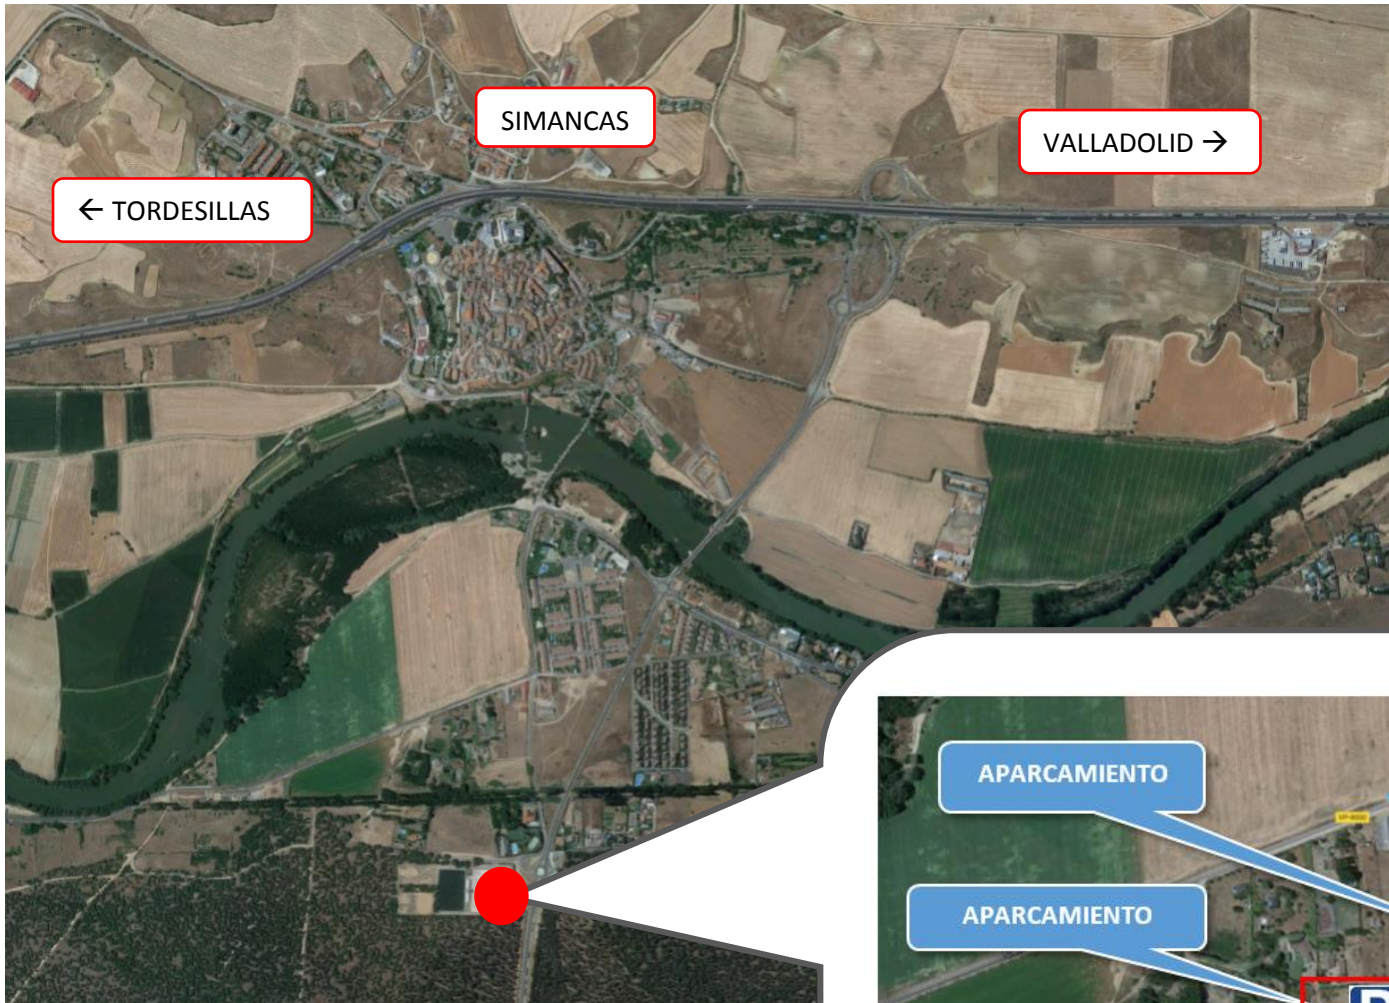 SIMANCAS
VALLADOLID →
← TORDESILLAS
APARCAMIENTO
APARCAMIENTO